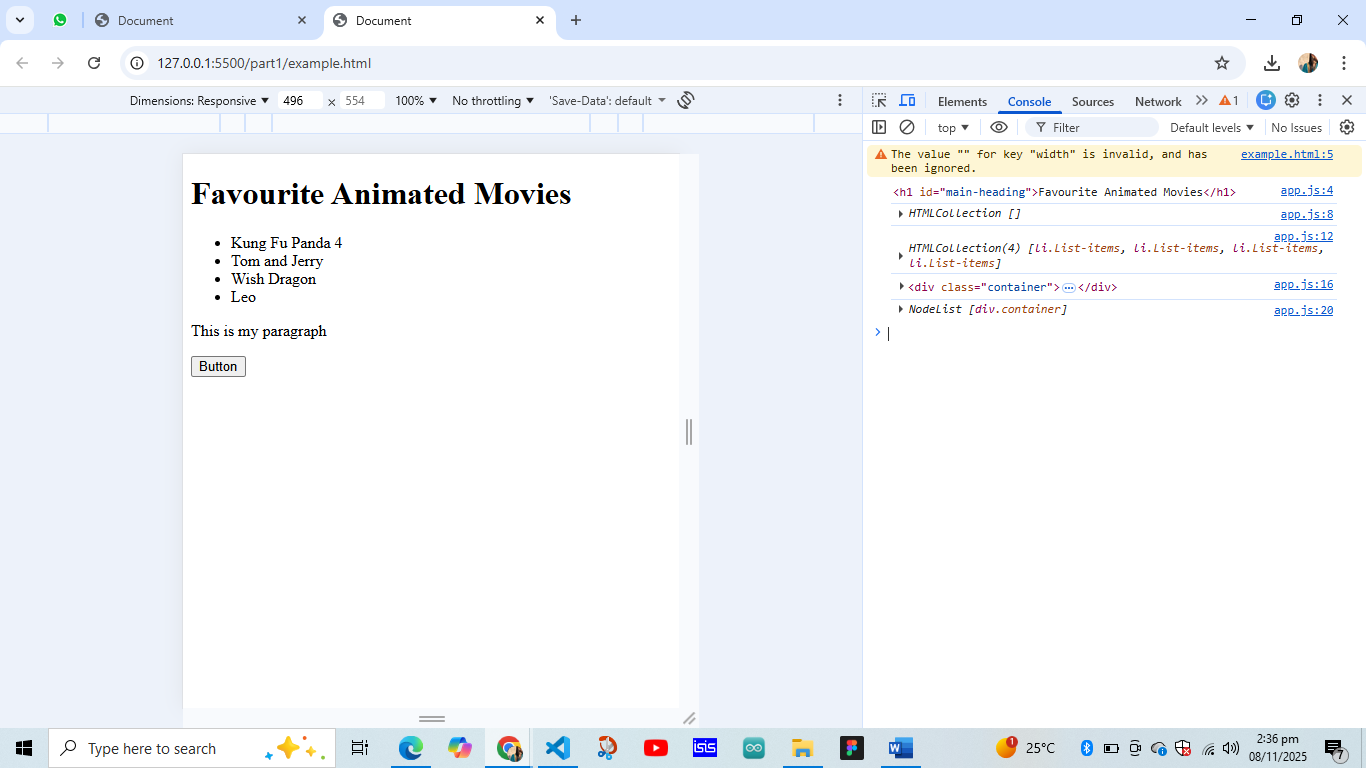 Document
Document
127.0.0.1:5500/part1/example.html
Dimensions: Responsive 496 × 554 100% No throttling 'Save-Data': default
Elements Console Sources Network 1
top Filter Default levels No Issues
The value "" for key "width" is invalid, and has example.html:5
been ignored.
<h1 id="main-heading">Favourite Animated Movies</h1> app.js:4
HTMLCollection [] app.js:8
app.js:12
HTMLCollection(4) [li.List-items, li.List-items, li.List-items,
li.List-items]
<div class="container">…</div> app.js:16
NodeList [div.container] app.js:20
Favourite Animated Movies
Kung Fu Panda 4
Tom and Jerry
Wish Dragon
Leo
This is my paragraph
Button
Type here to search
isis
W
1
25°C
2:36 pm
08/11/2025
7